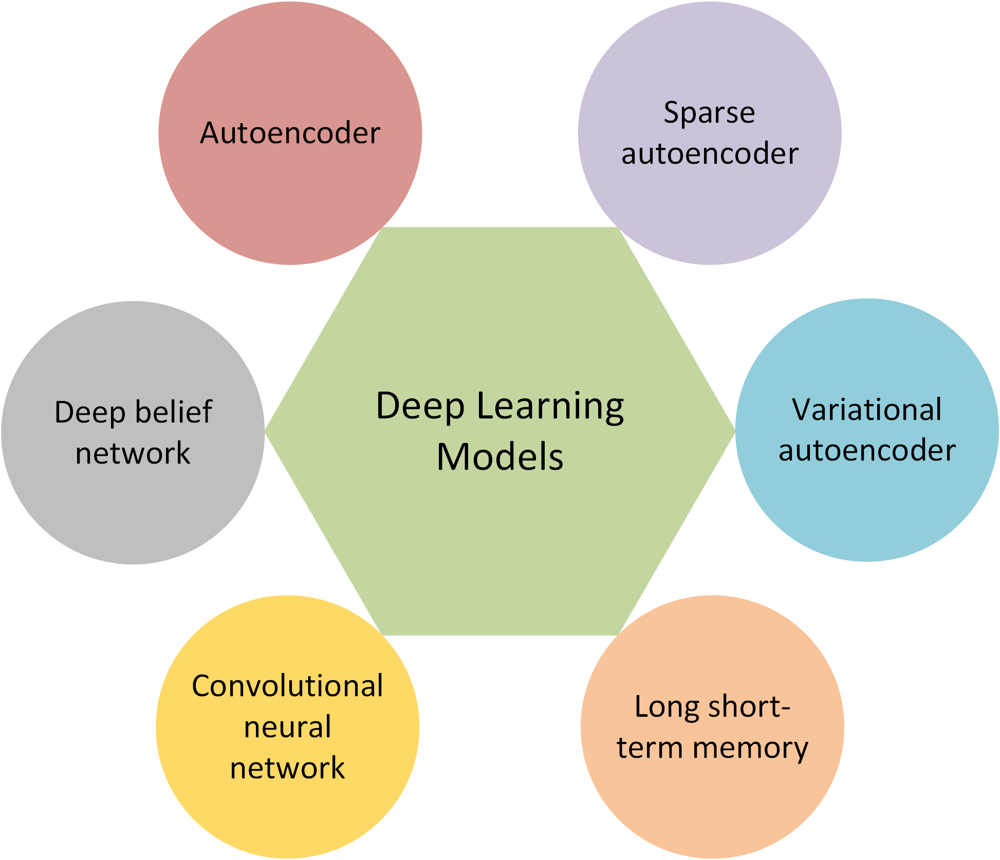 Autoencoder
Sparse
autoencoder
Deep belief
network
Deep Learning
Models
Variational
autoencoder
Convolutional
neural
network
Long short-
term memory